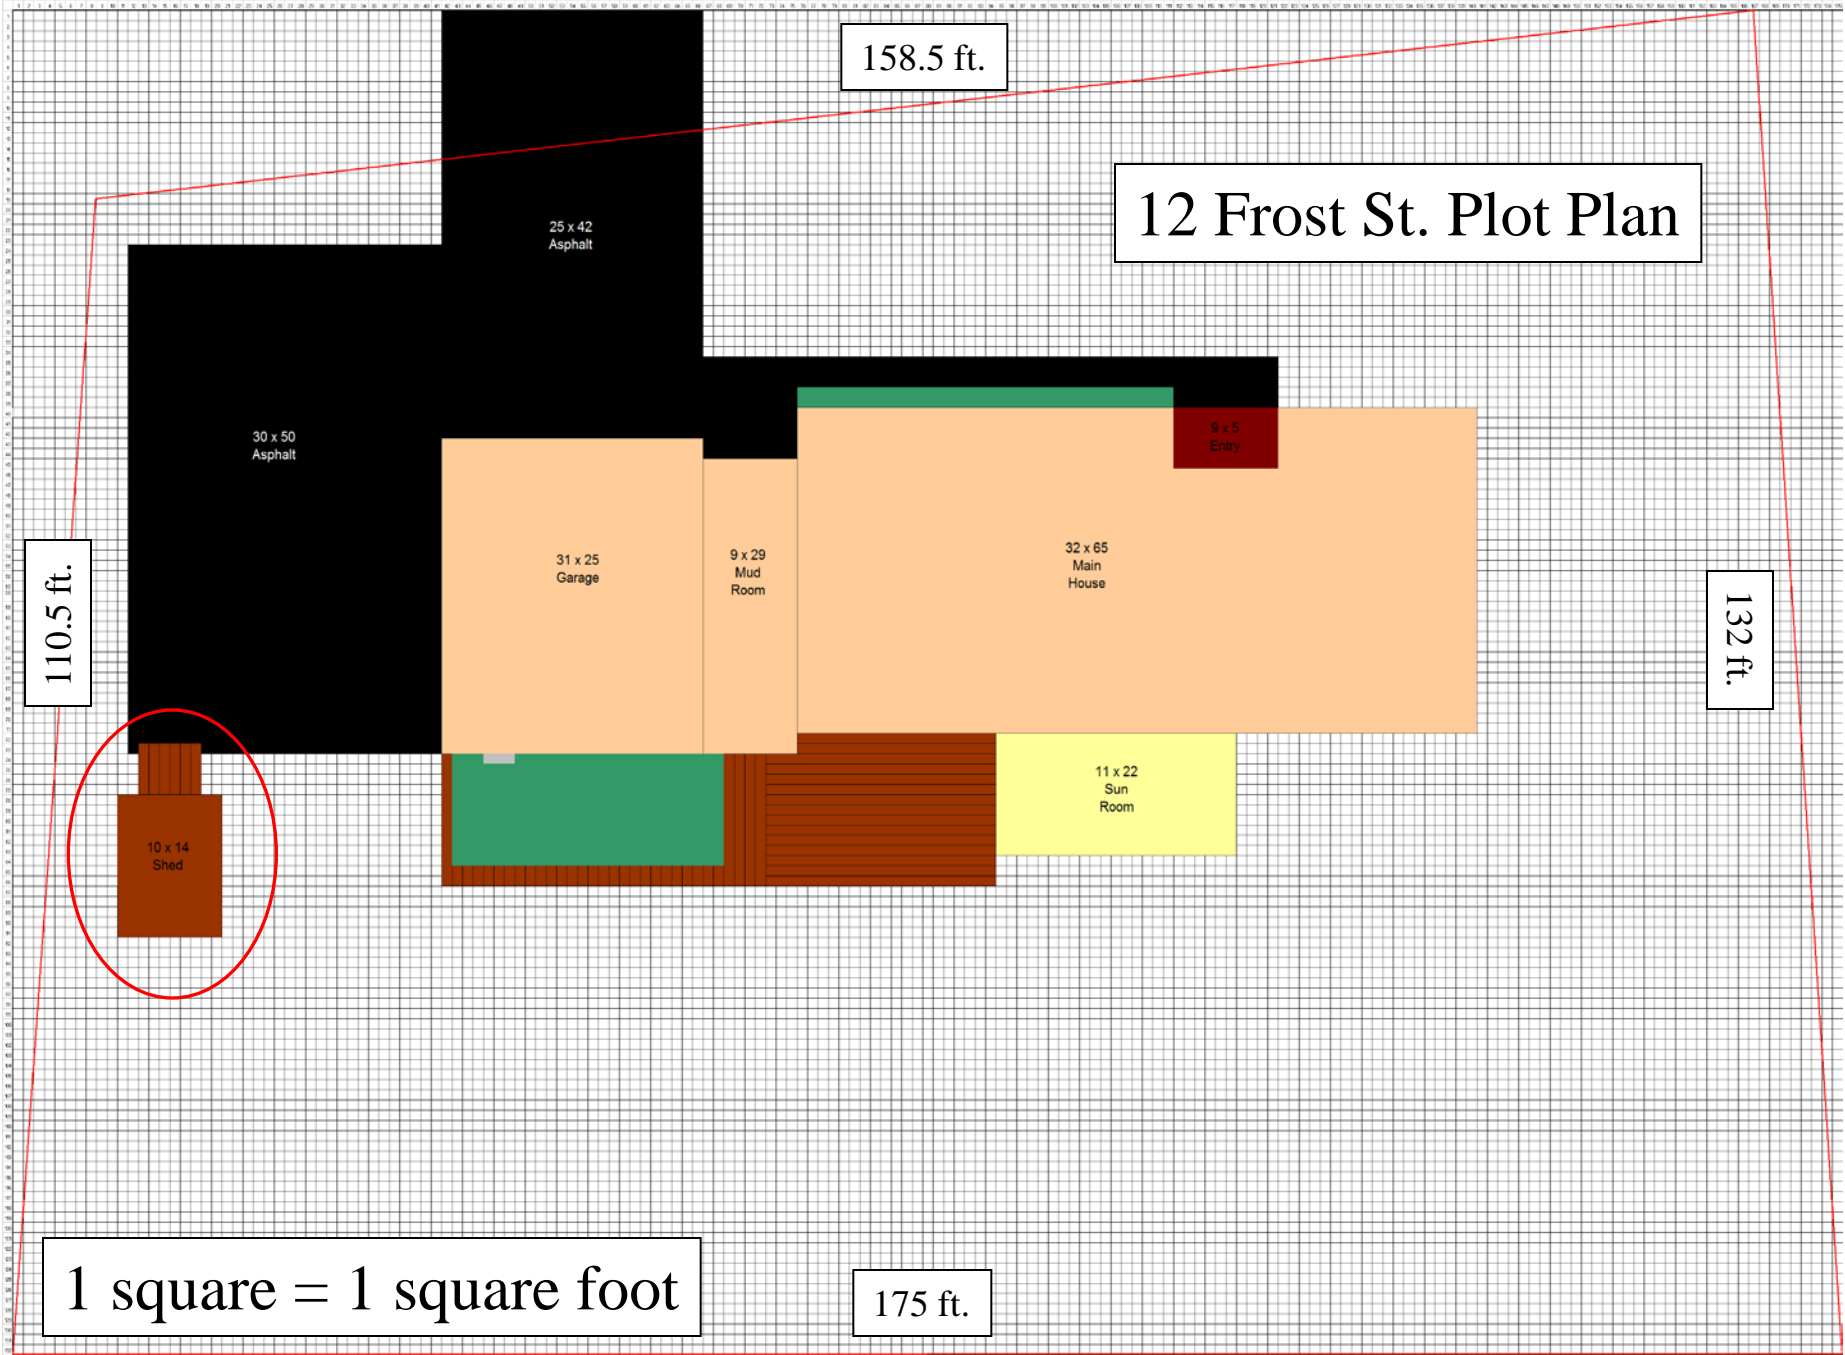 158.5 ft.
12 Frost St. Plot Plan
25 x 42
Asphalt
30 x 50
Asphalt
9 x 5
Entry
31 x 25
Garage
9 x 29
Mud
Room
32 x 65
Main
House
110.5 ft.
132 ft.
11 x 22
Sun
Room
10 x 14
Shed
1 square = 1 square foot
175 ft.